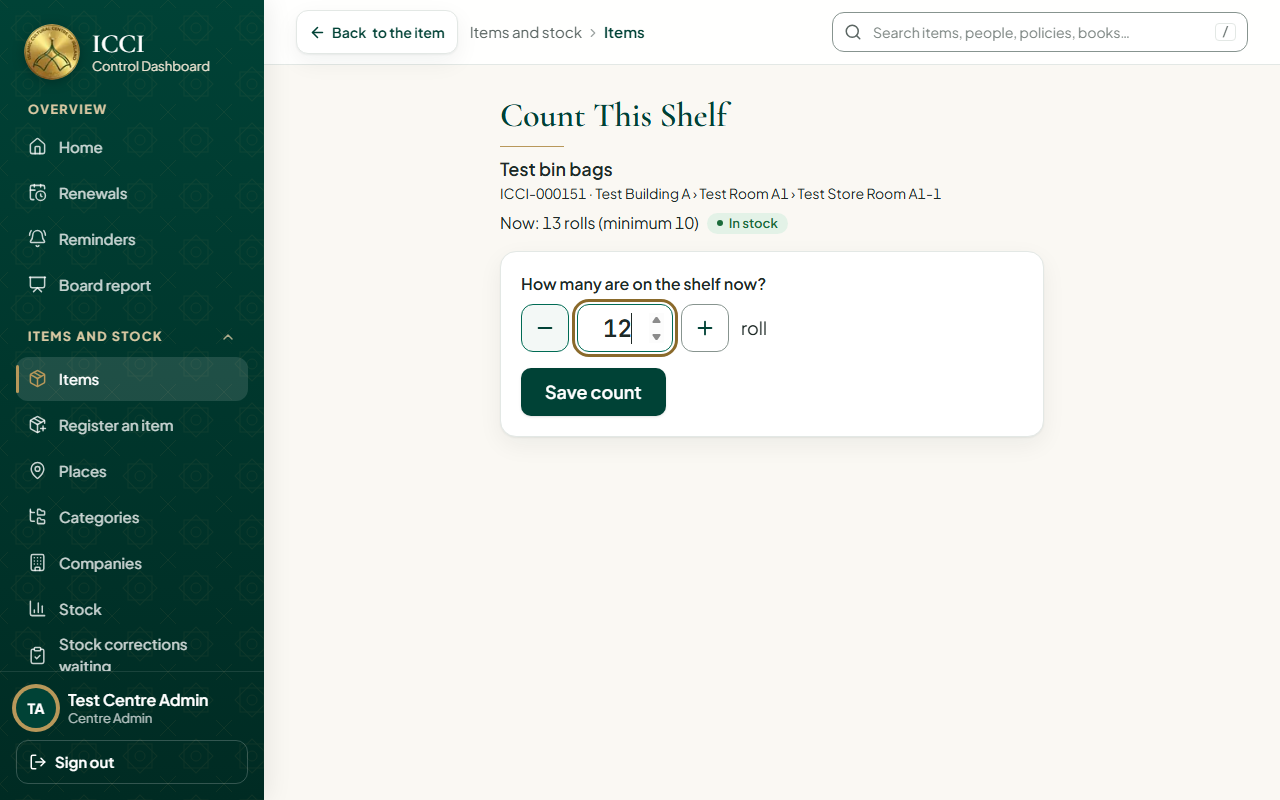 ICCI
Control Dashboard
OVERVIEW
Home
Renewals
Reminders
Board report
ITEMS AND STOCK
Items
Register an item
Places
Categories
Companies
Stock
Stock corrections
waiting
TA
Test Centre Admin
Centre Admin
Sign out
Back to the item
Items and stock › Items
Search items, people, policies, books…
/
Count This Shelf
Test bin bags
ICCI-000151 · Test Building A › Test Room A1 › Test Store Room A1-1
Now: 13 rolls (minimum 10)
In stock
How many are on the shelf now?
− 12 + roll
Save count